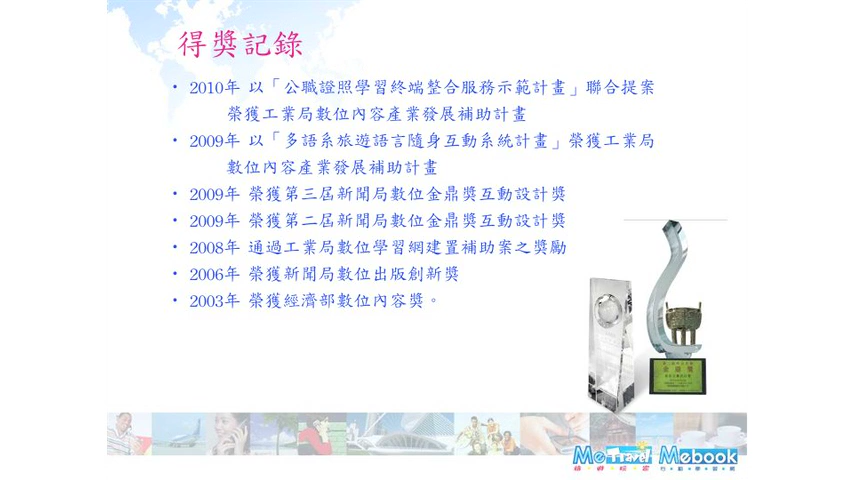 得獎記錄
• 2010年 以「公職證照學習終端整合服務示範計畫」聯合提案
榮獲工業局數位內容產業發展補助計畫
• 2009年 以「多語系旅遊語言隨身互動系統計畫」榮獲工業局
數位內容產業發展補助計畫
• 2009年 榮獲第三屆新聞局數位金鼎獎互動設計獎
• 2009年 榮獲第二屆新聞局數位金鼎獎互動設計獎
• 2008年 通過工業局數位學習網建置補助案之獎勵
• 2006年 榮獲新聞局數位出版創新獎
• 2003年 榮獲經濟部數位內容獎。
金鼎獎
MeTravel Mebook